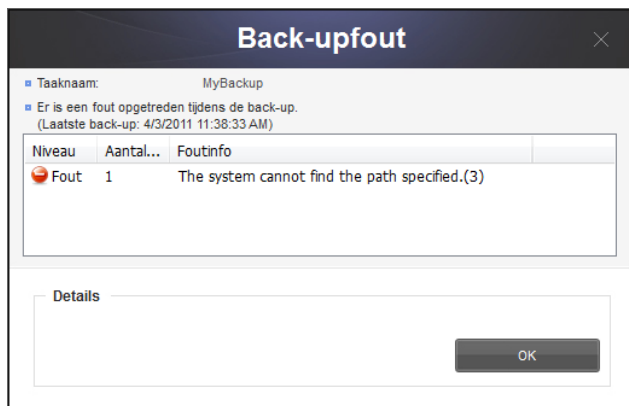 Back-upfout
Taaknaam: MyBackup
Er is een fout opgetreden tijdens de back-up.
(Laatste back-up: 4/3/2011 11:38:33 AM)
Niveau Aantal... Foutinfo
Fout 1 The system cannot find the path specified.(3)
Details
OK